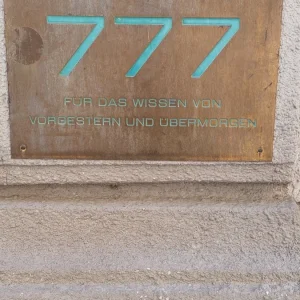 777
FÜR DAS WISSEN VON
VORGESTERN UND ÜBERMORGEN